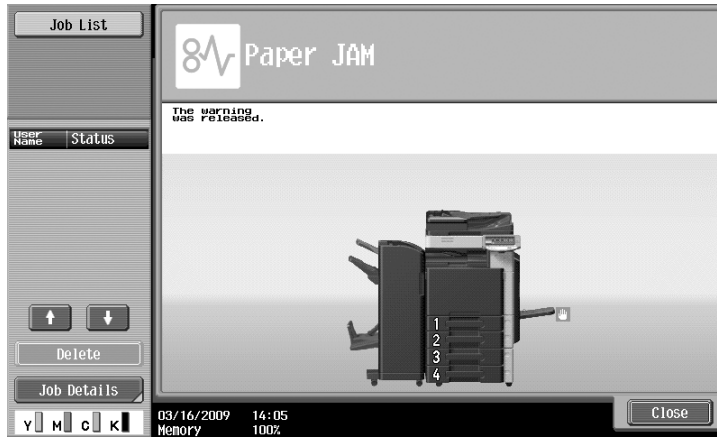 Job List
Paper JAM
The warning
was released.
User
Name
Status
1
2
3
4
Delete
Job Details
Y M C K
03/16/2009 14:05
Memory 100%
Close